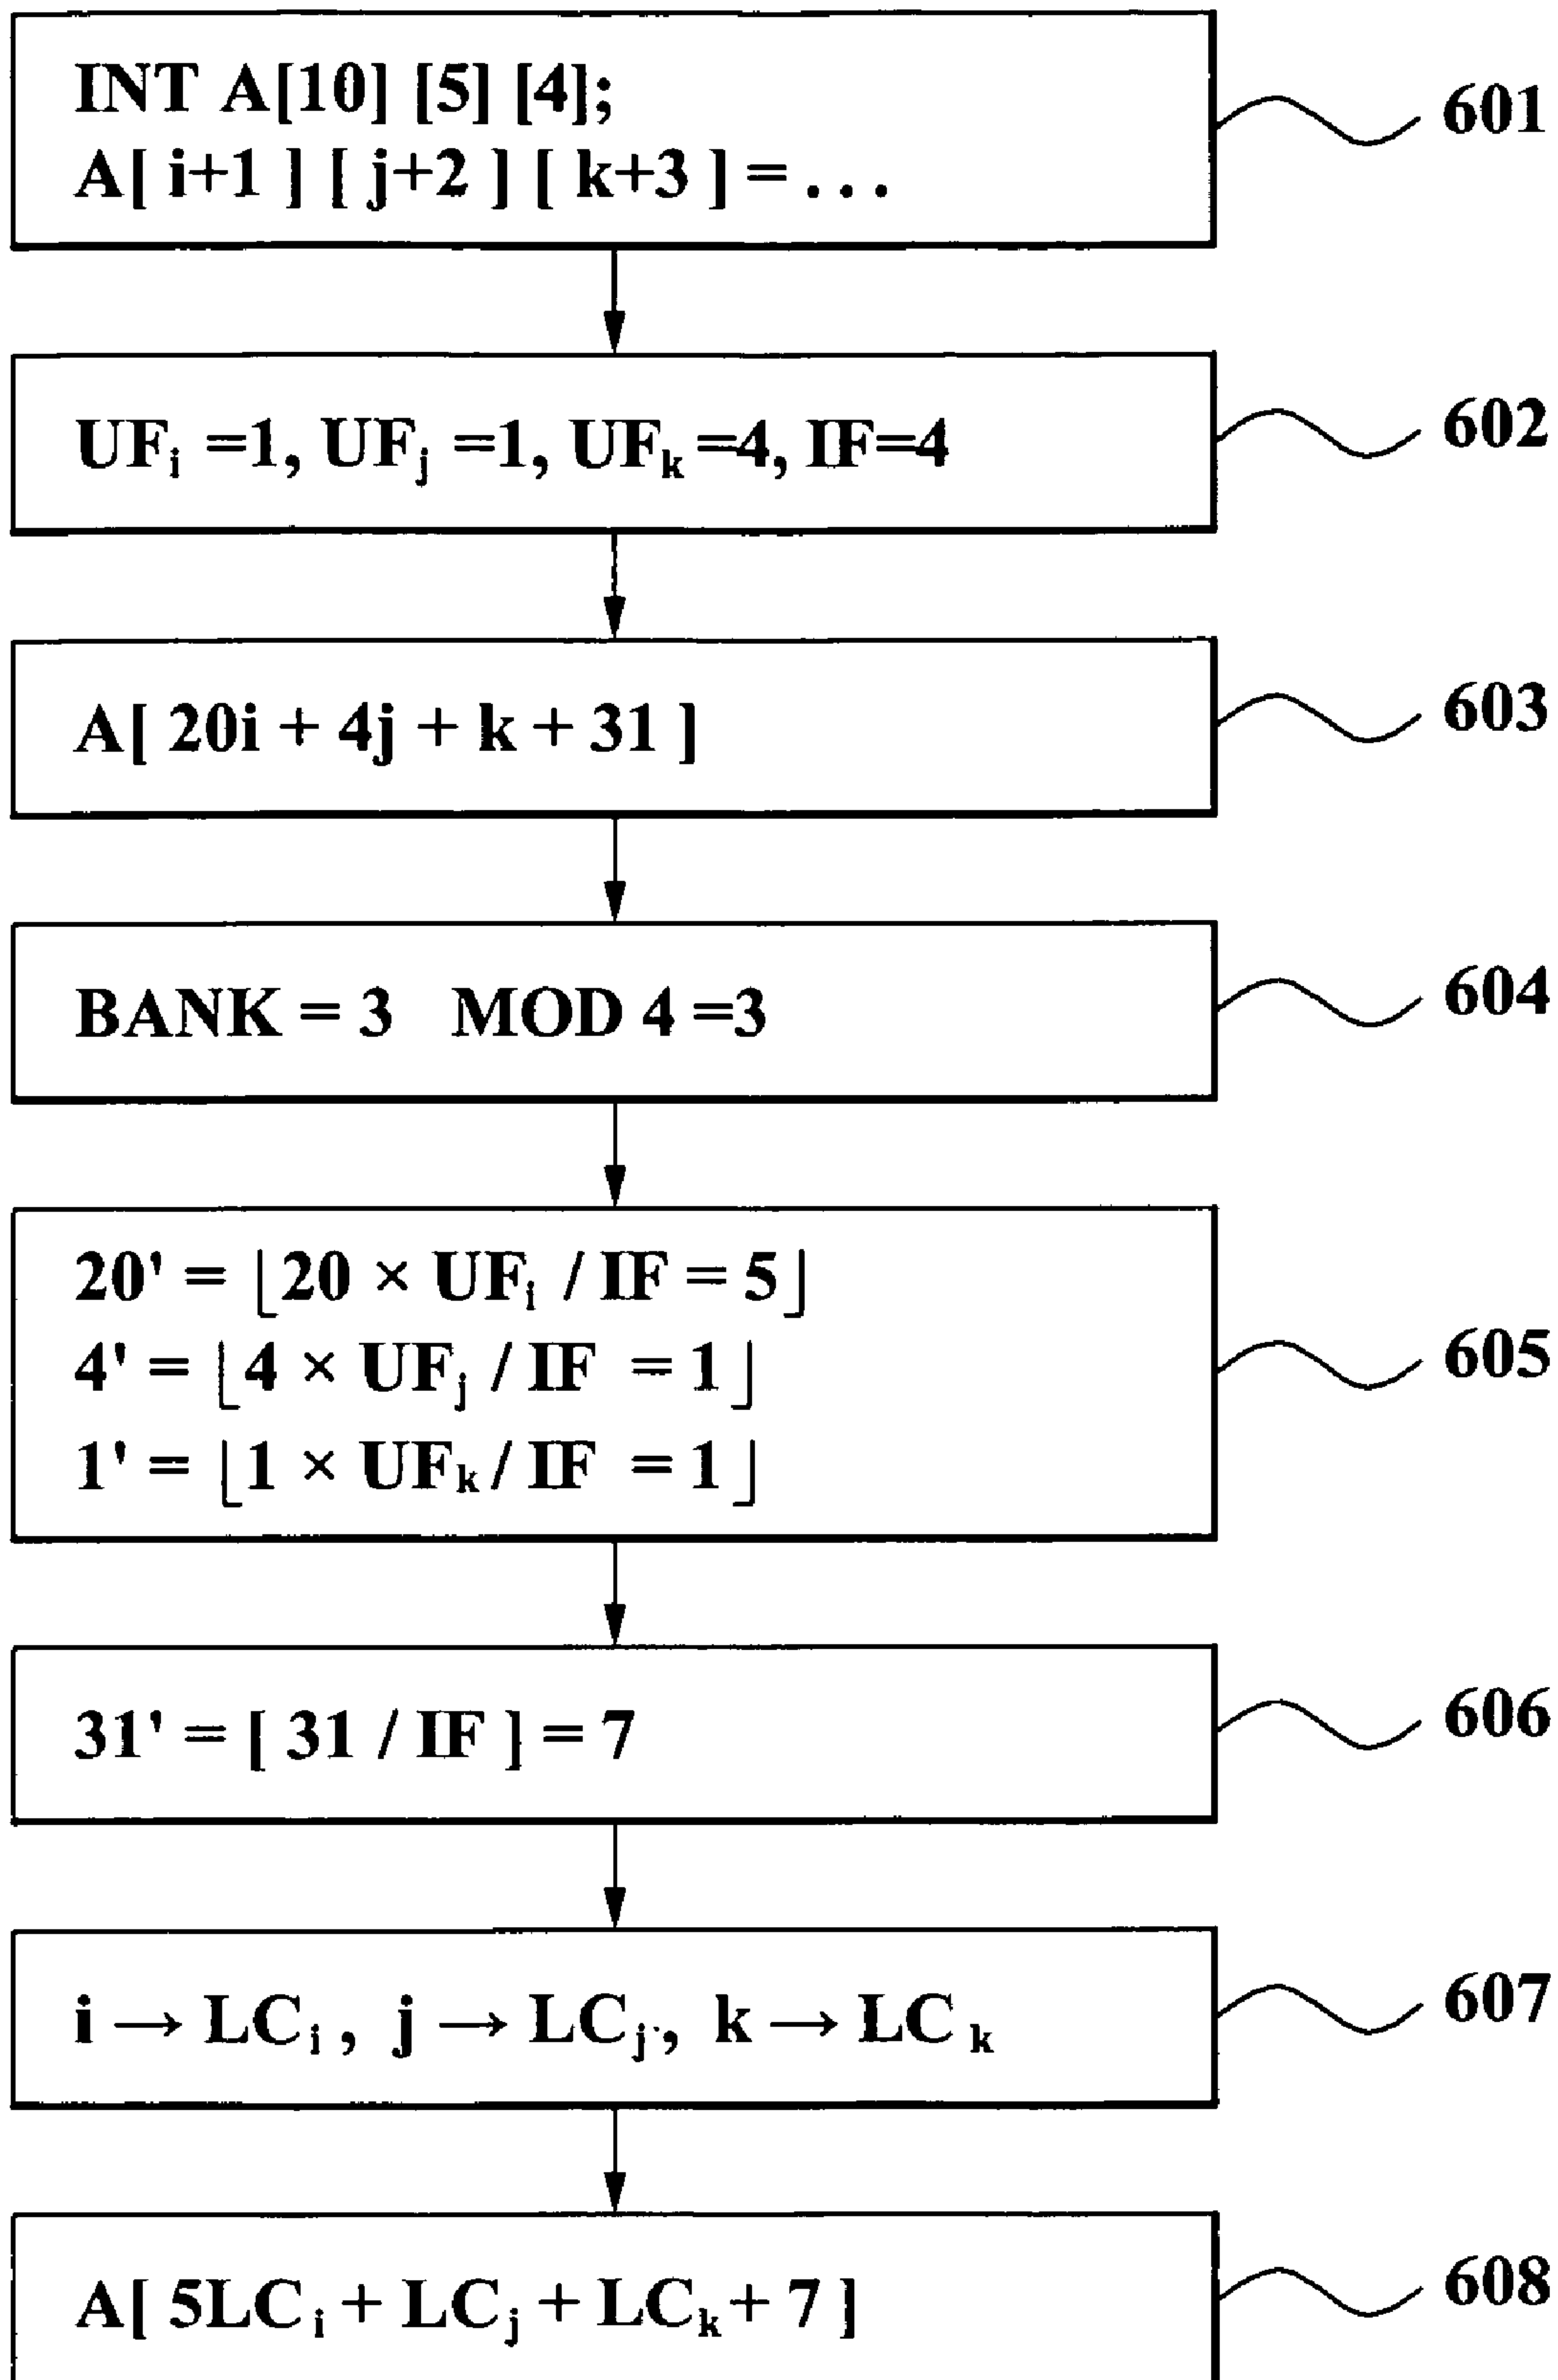 INT A[10] [5] [4];
A[ i+1 ] [ j+2 ] [ k+3 ] = . . .
601
UFᵢ =1, UFⱼ =1, UFₖ =4, IF=4
602
A[ 20i + 4j + k + 31 ]
603
BANK = 3 MOD 4 =3
604
20' = ⌊20 × UFᵢ / IF = 5⌋
4' = ⌊4 × UFⱼ / IF = 1⌋
1' = ⌊1 × UFₖ / IF = 1⌋
605
31' = [ 31 / IF ] = 7
606
i → LCᵢ , j → LCⱼ , k → LCₖ
607
A[ 5LCᵢ + LCⱼ + LCₖ + 7 ]
608